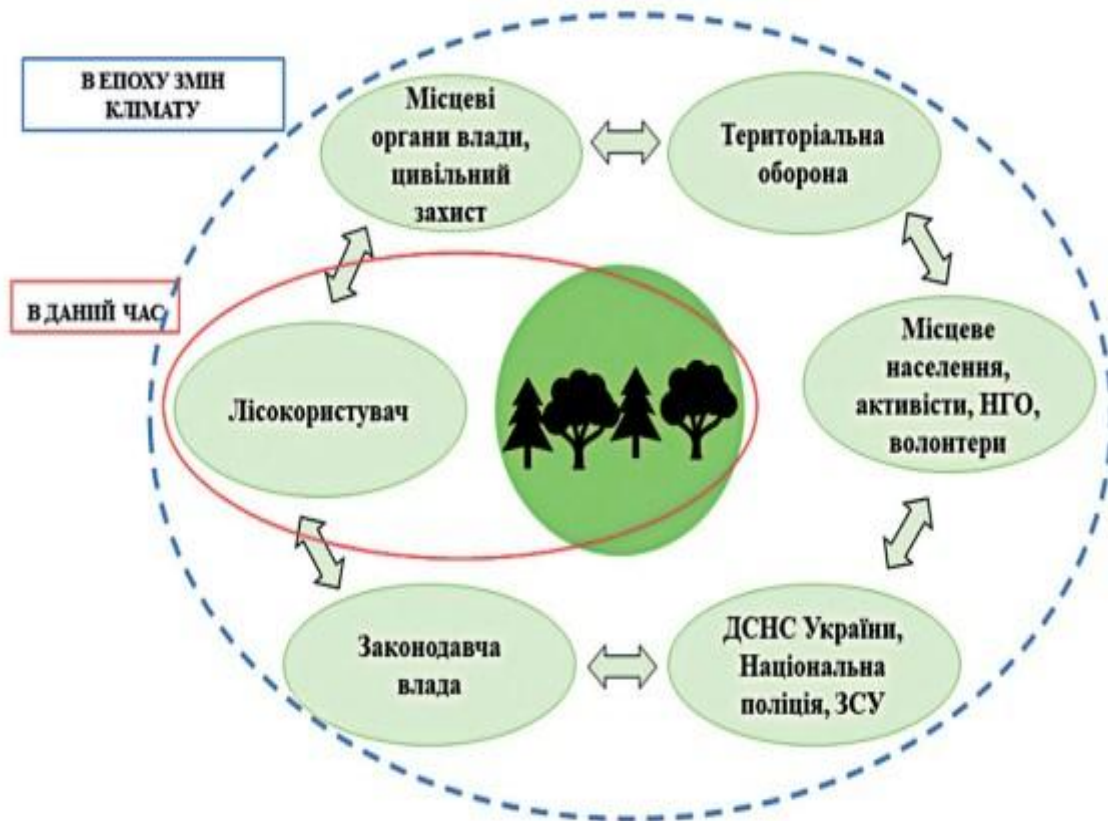 В ЕПОХУ ЗМІН
КЛІМАТУ
Місцеві
органи влади,
цивільний
захист
Територіальна
оборона
В ДАНИЙ ЧАС
Лісокористувач
Місцеве
населення,
активісти, НГО,
волонтери
Законодавча
влада
ДСНС України,
Національна
поліція, ЗСУ